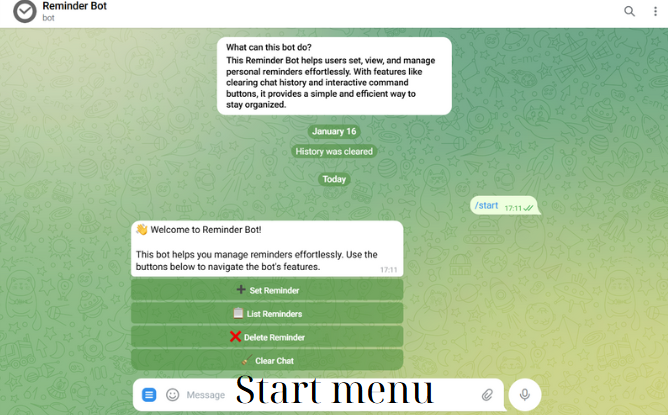 Reminder Bot
bot
What can this bot do?
This Reminder Bot helps users set, view, and manage
personal reminders effortlessly. With features like
clearing chat history and interactive command
buttons, it provides a simple and efficient way to
stay organized.
January 16
History was cleared
Today
/start 17:11
👋 Welcome to Reminder Bot!
This bot helps you manage reminders effortlessly. Use the
buttons below to navigate the bot's features.
17:11
➕ Set Reminder
📋 List Reminders
❌ Delete Reminder
🧹 Clear Chat
Message
Start menu